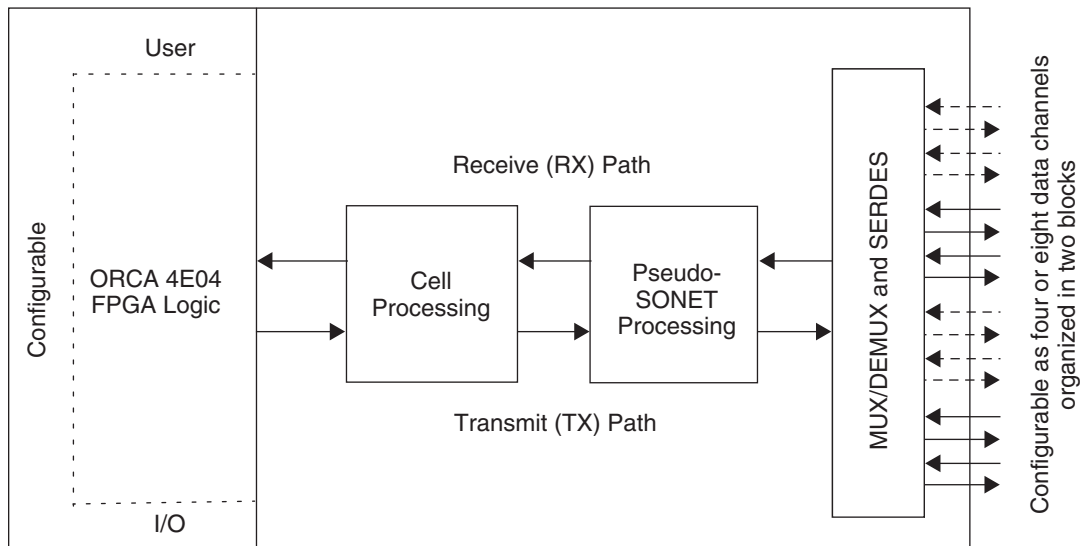 User
Configurable
ORCA 4E04
FPGA Logic
I/O
Receive (RX) Path
Cell
Processing
Pseudo-
SONET
Processing
Transmit (TX) Path
MUX/DEMUX and SERDES
Configurable as four or eight data channels
organized in two blocks